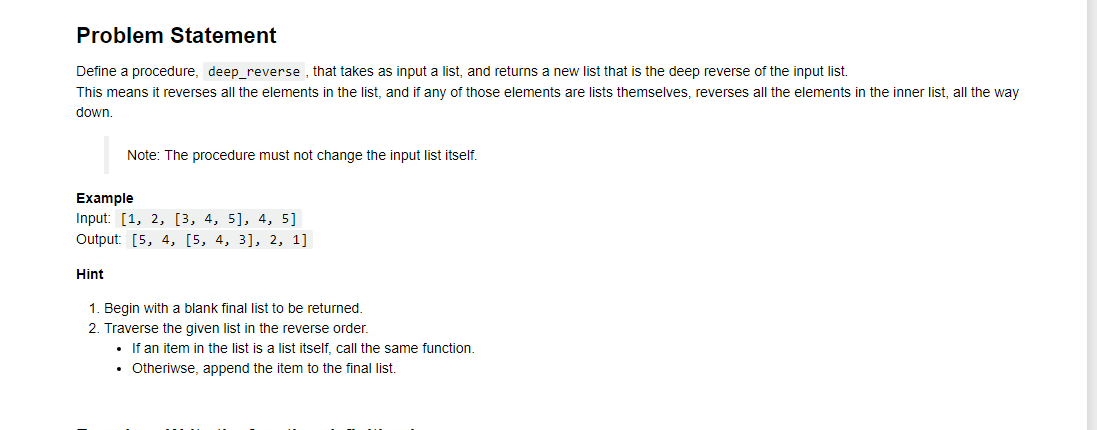 Problem Statement
Define a procedure, deep_reverse , that takes as input a list, and returns a new list that is the deep reverse of the input list.
This means it reverses all the elements in the list, and if any of those elements are lists themselves, reverses all the elements in the inner list, all the way
down.
Note: The procedure must not change the input list itself.
Example
Input: [1, 2, [3, 4, 5], 4, 5]
Output: [5, 4, [5, 4, 3], 2, 1]
Hint
1. Begin with a blank final list to be returned.
2. Traverse the given list in the reverse order.
• If an item in the list is a list itself, call the same function.
• Otheriwse, append the item to the final list.